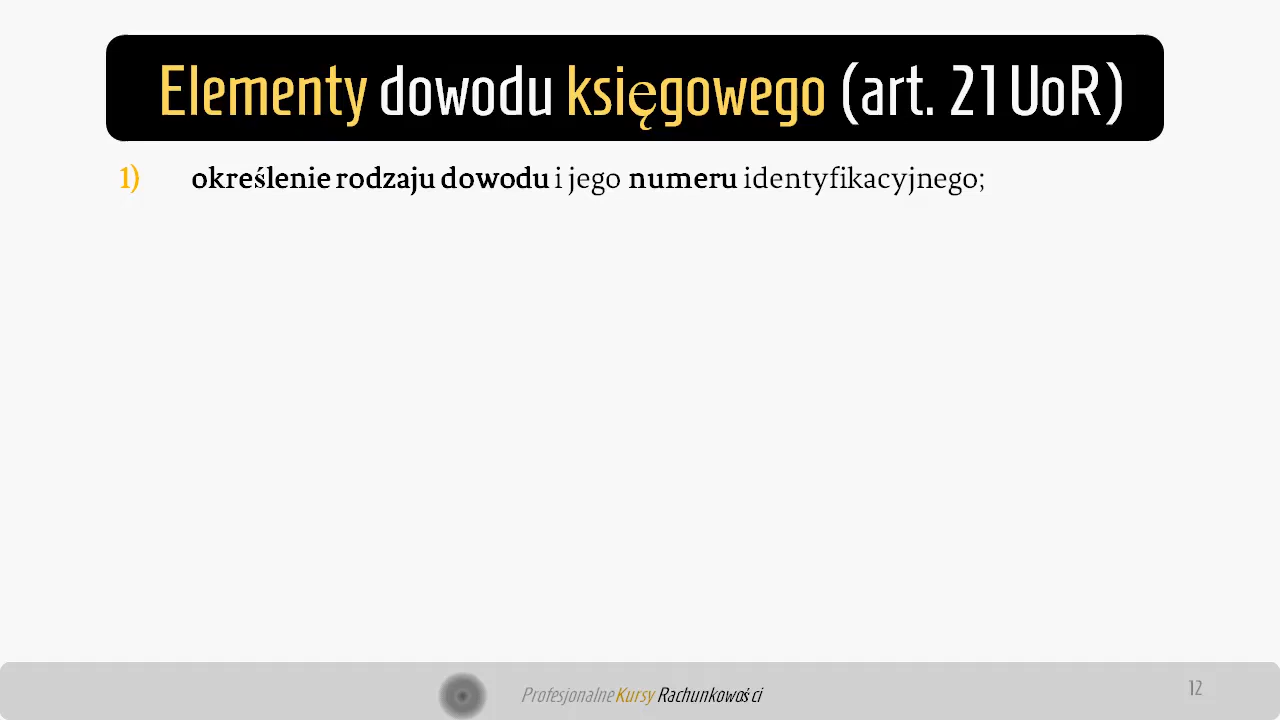 Elementy dowodu księgowego (art. 21 UoR)
1) określenie rodzaju dowodu i jego numeru identyfikacyjnego;
Profesjonalne Kursy Rachunkowości
12